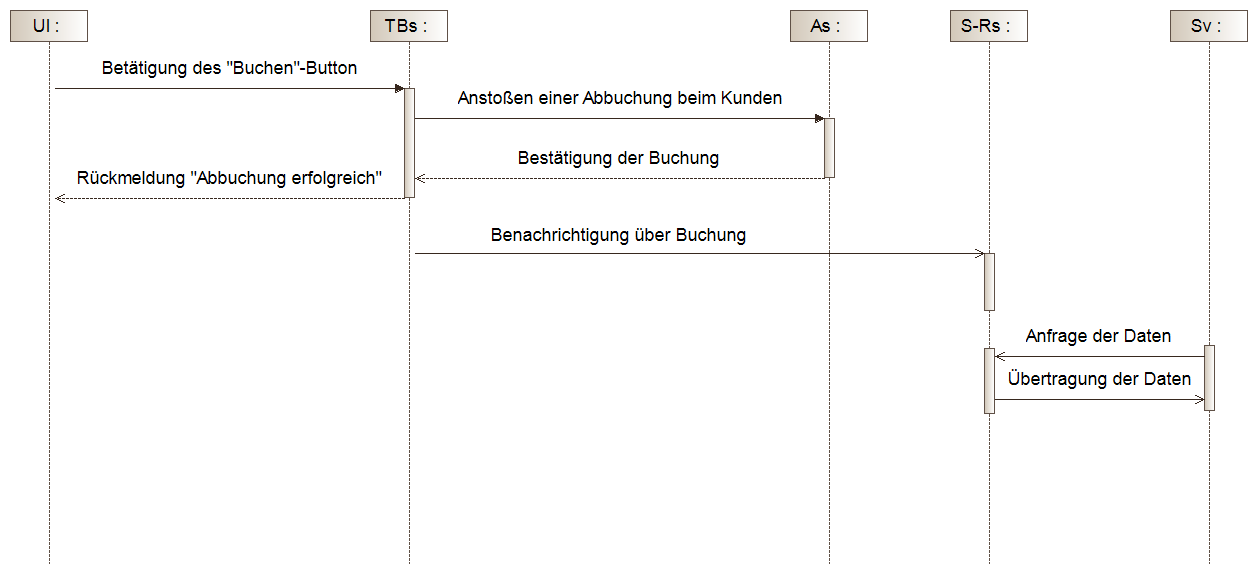 UI :
TBs :
As :
S-Rs :
Sv :
Betätigung des "Buchen"-Button
Anstoßen einer Abbuchung beim Kunden
Bestätigung der Buchung
Rückmeldung "Abbuchung erfolgreich"
Benachrichtigung über Buchung
Anfrage der Daten
Übertragung der Daten